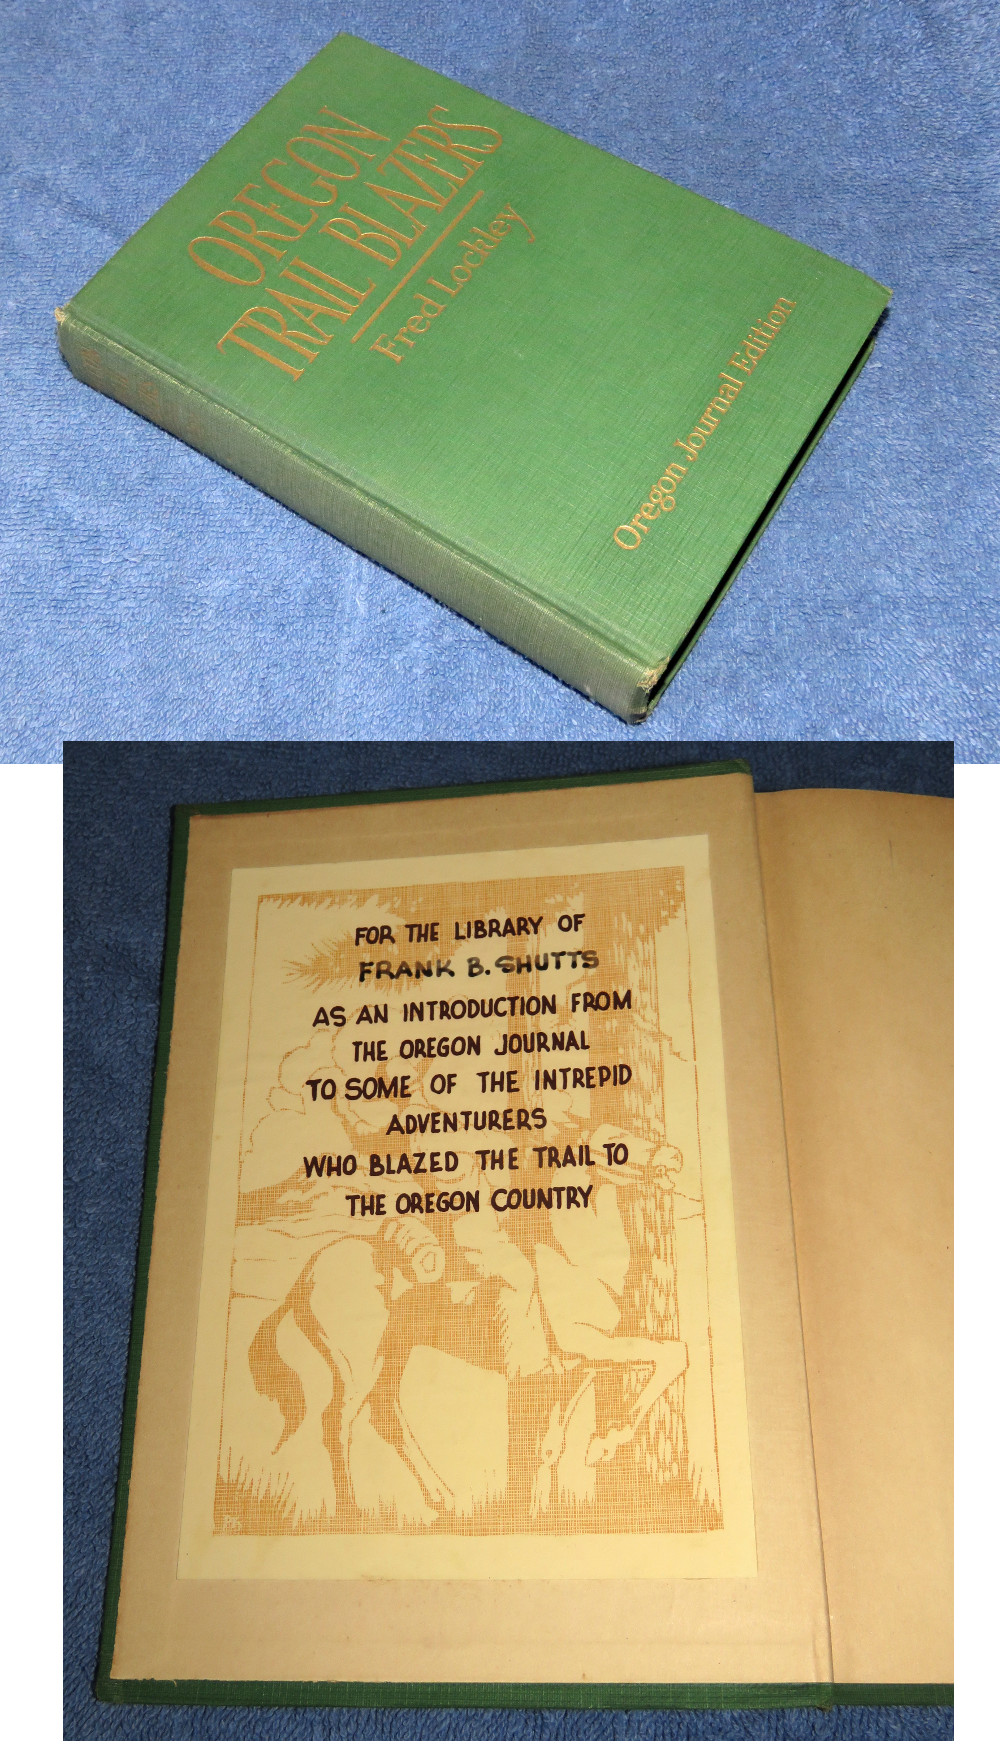 OREGON
TRAIL BLAZERS
Fred Lockley
Oregon Journal Edition
FOR THE LIBRARY OF
FRANK B. SHUTTS
AS AN INTRODUCTION FROM
THE OREGON JOURNAL
TO SOME OF THE INTREPID
ADVENTURERS
WHO BLAZED THE TRAIL TO
THE OREGON COUNTRY